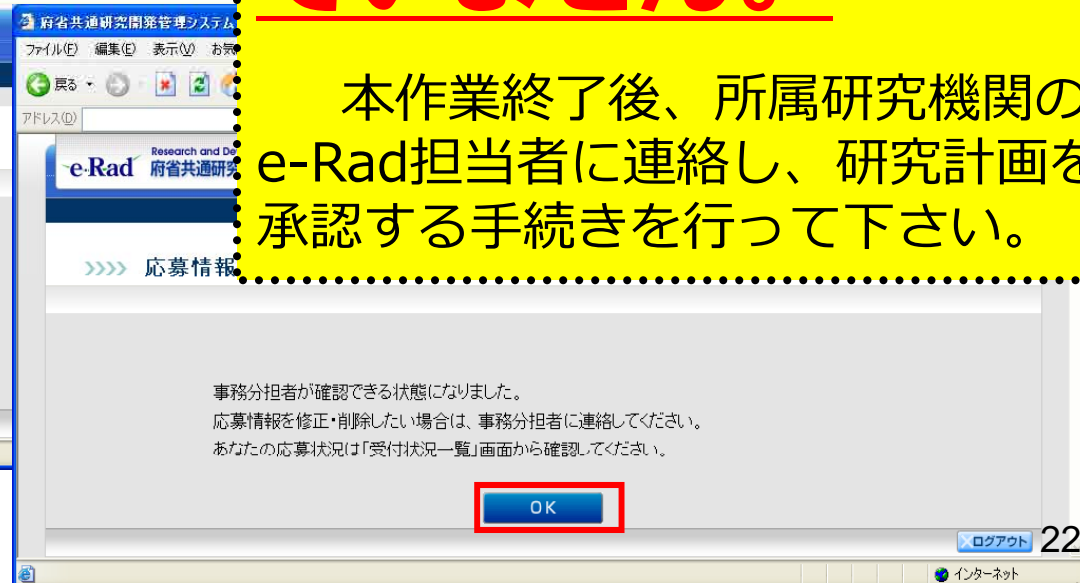 府省共通研究開発管理システム
ていません。
ファイル(F) 編集(E) 表示(V) お気
戻る
本作業終了後、所属研究機関の
アドレス(D)
e-Rad担当者に連絡し、研究計画を
e-Rad Research and De
府省共通研究
承認する手続きを行って下さい。
>>>> 応募情報
事務分担者が確認できる状態になりました。
応募情報を修正・削除したい場合は、事務分担者に連絡してください。
あなたの応募状況は「受付状況一覧」画面から確認してください。
OK
ログアウト
22
インターネット